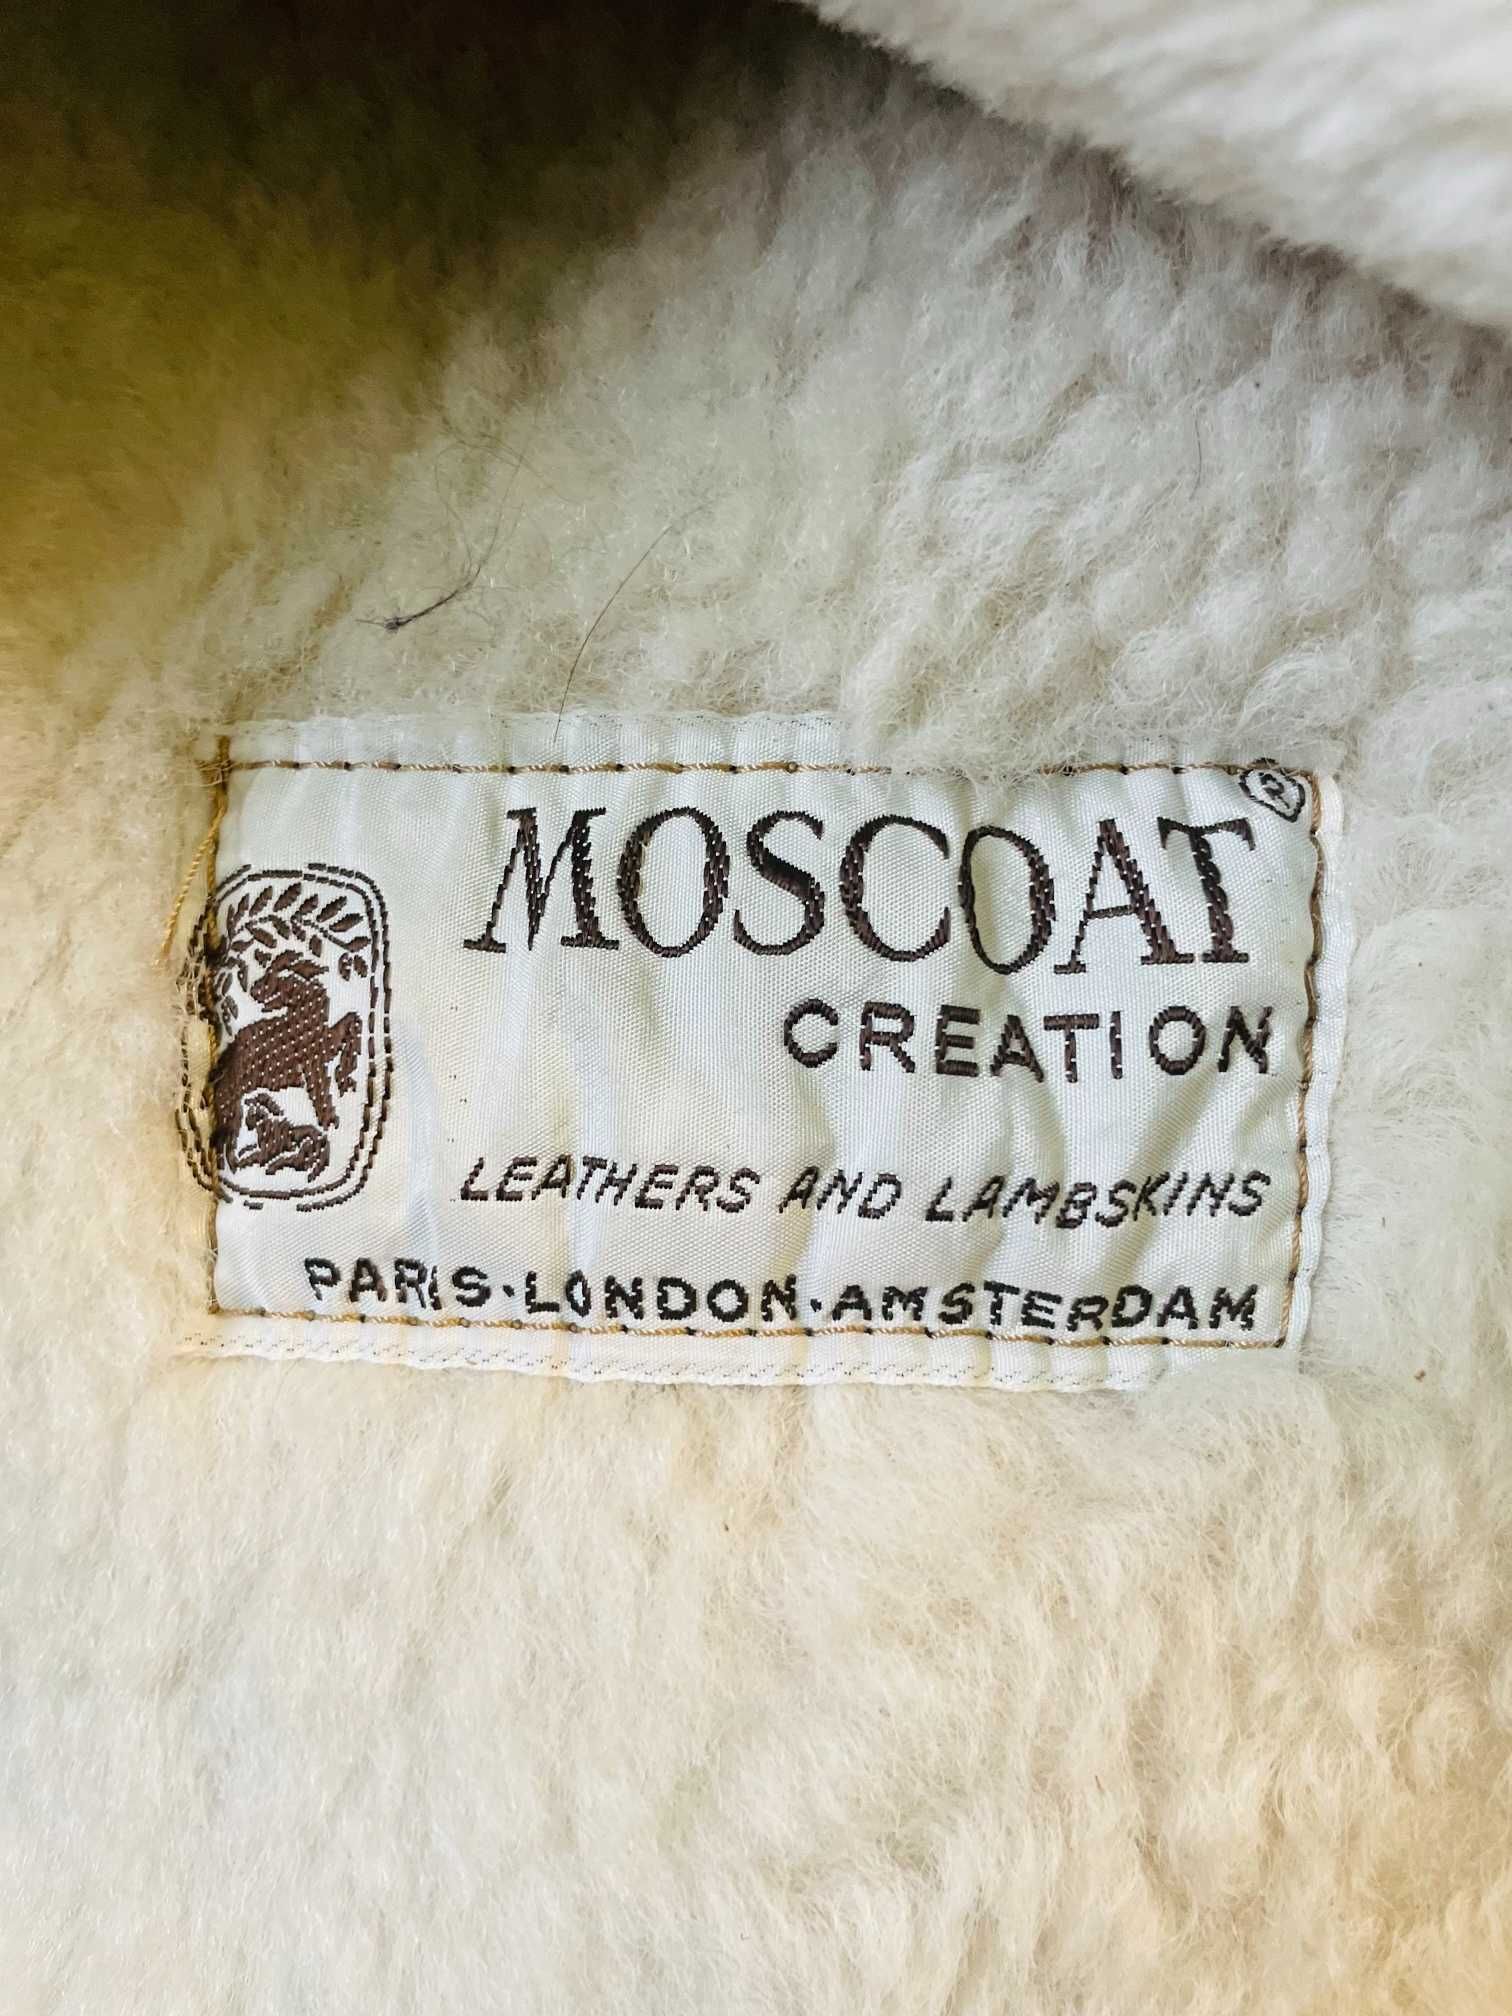 MOSCOAT ®
CREATION
LEATHERS AND LAMBSKINS
PARIS·LONDON·AMSTERDAM